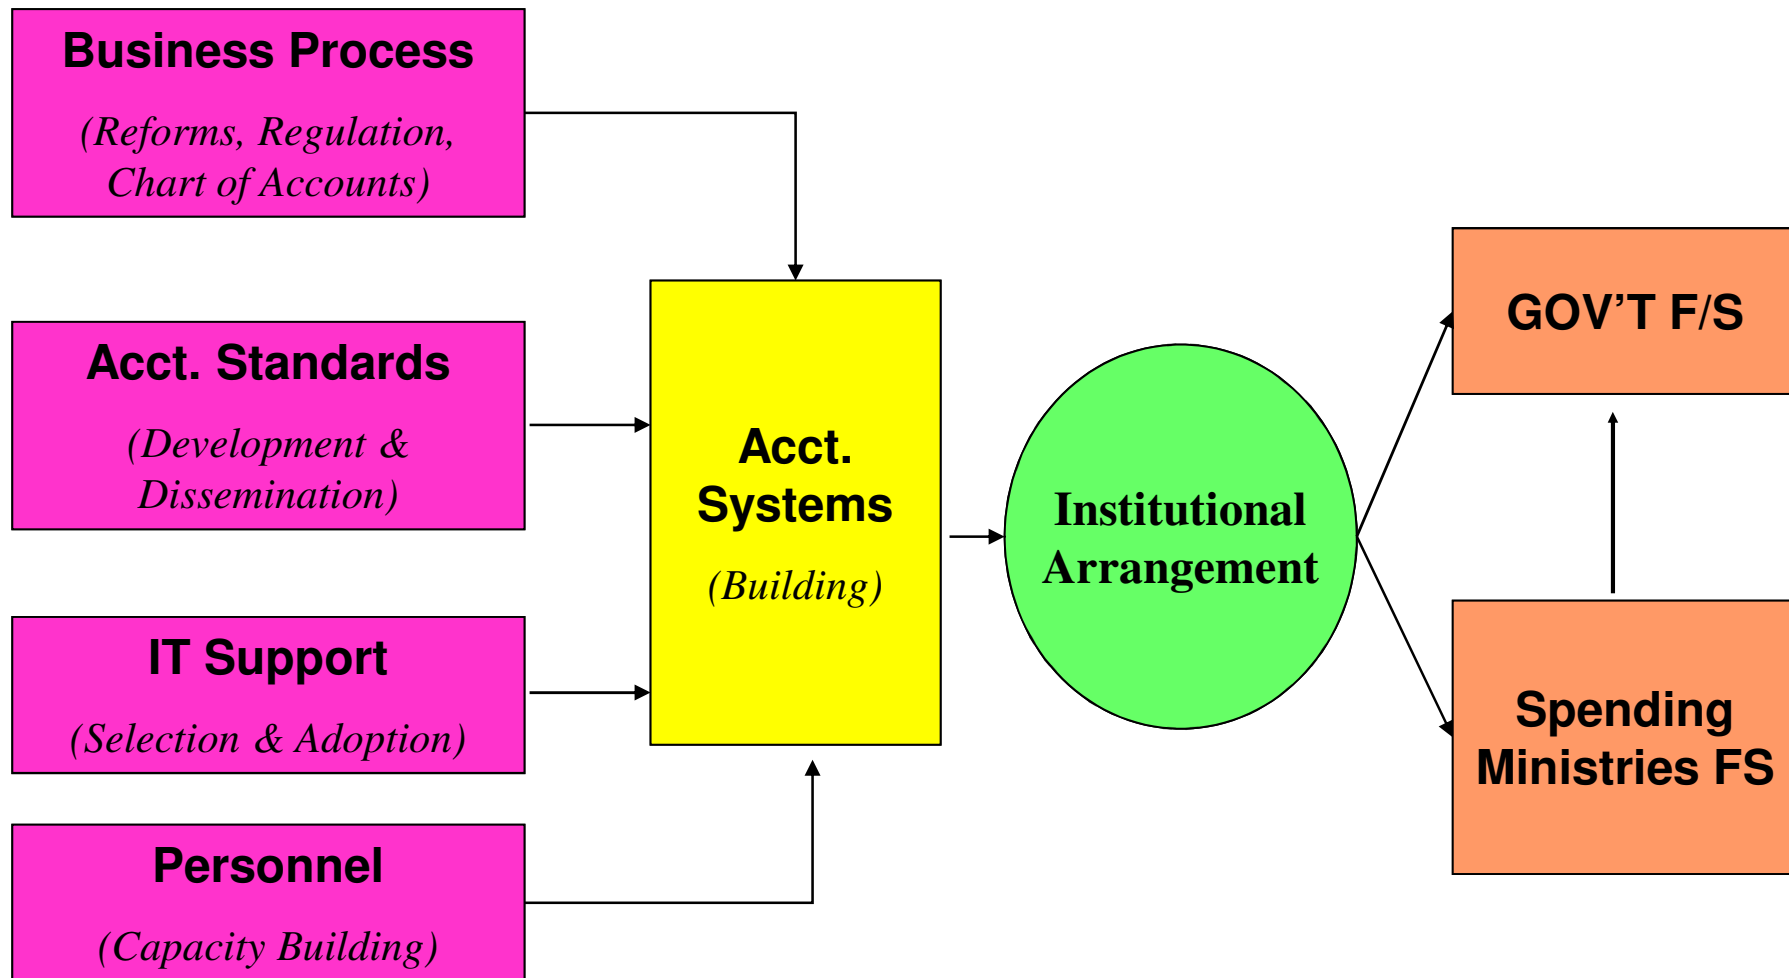 Business Process
(Reforms, Regulation,
Chart of Accounts)
Acct. Standards
(Development &
Dissemination)
IT Support
(Selection & Adoption)
Personnel
(Capacity Building)
Acct.
Systems
(Building)
Institutional
Arrangement
GOV’T F/S
Spending
Ministries FS